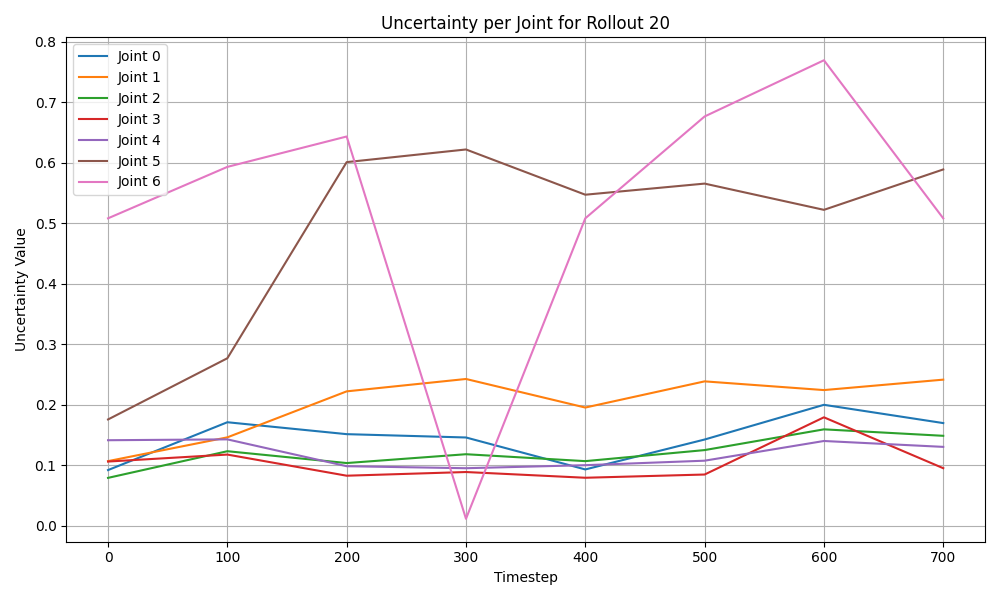 Uncertainty per Joint for Rollout 20
Joint 0
Joint 1
Joint 2
Joint 3
Joint 4
Joint 5
Joint 6
Uncertainty Value
0.8
0.7
0.6
0.5
0.4
0.3
0.2
0.1
0.0
0 100 200 300 400 500 600 700
Timestep